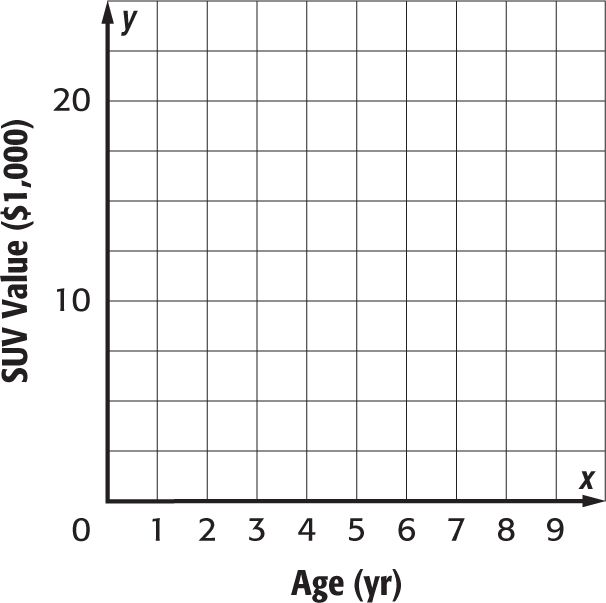 y
20
SUV Value ($1,000)
10
x
0 1 2 3 4 5 6 7 8 9
Age (yr)